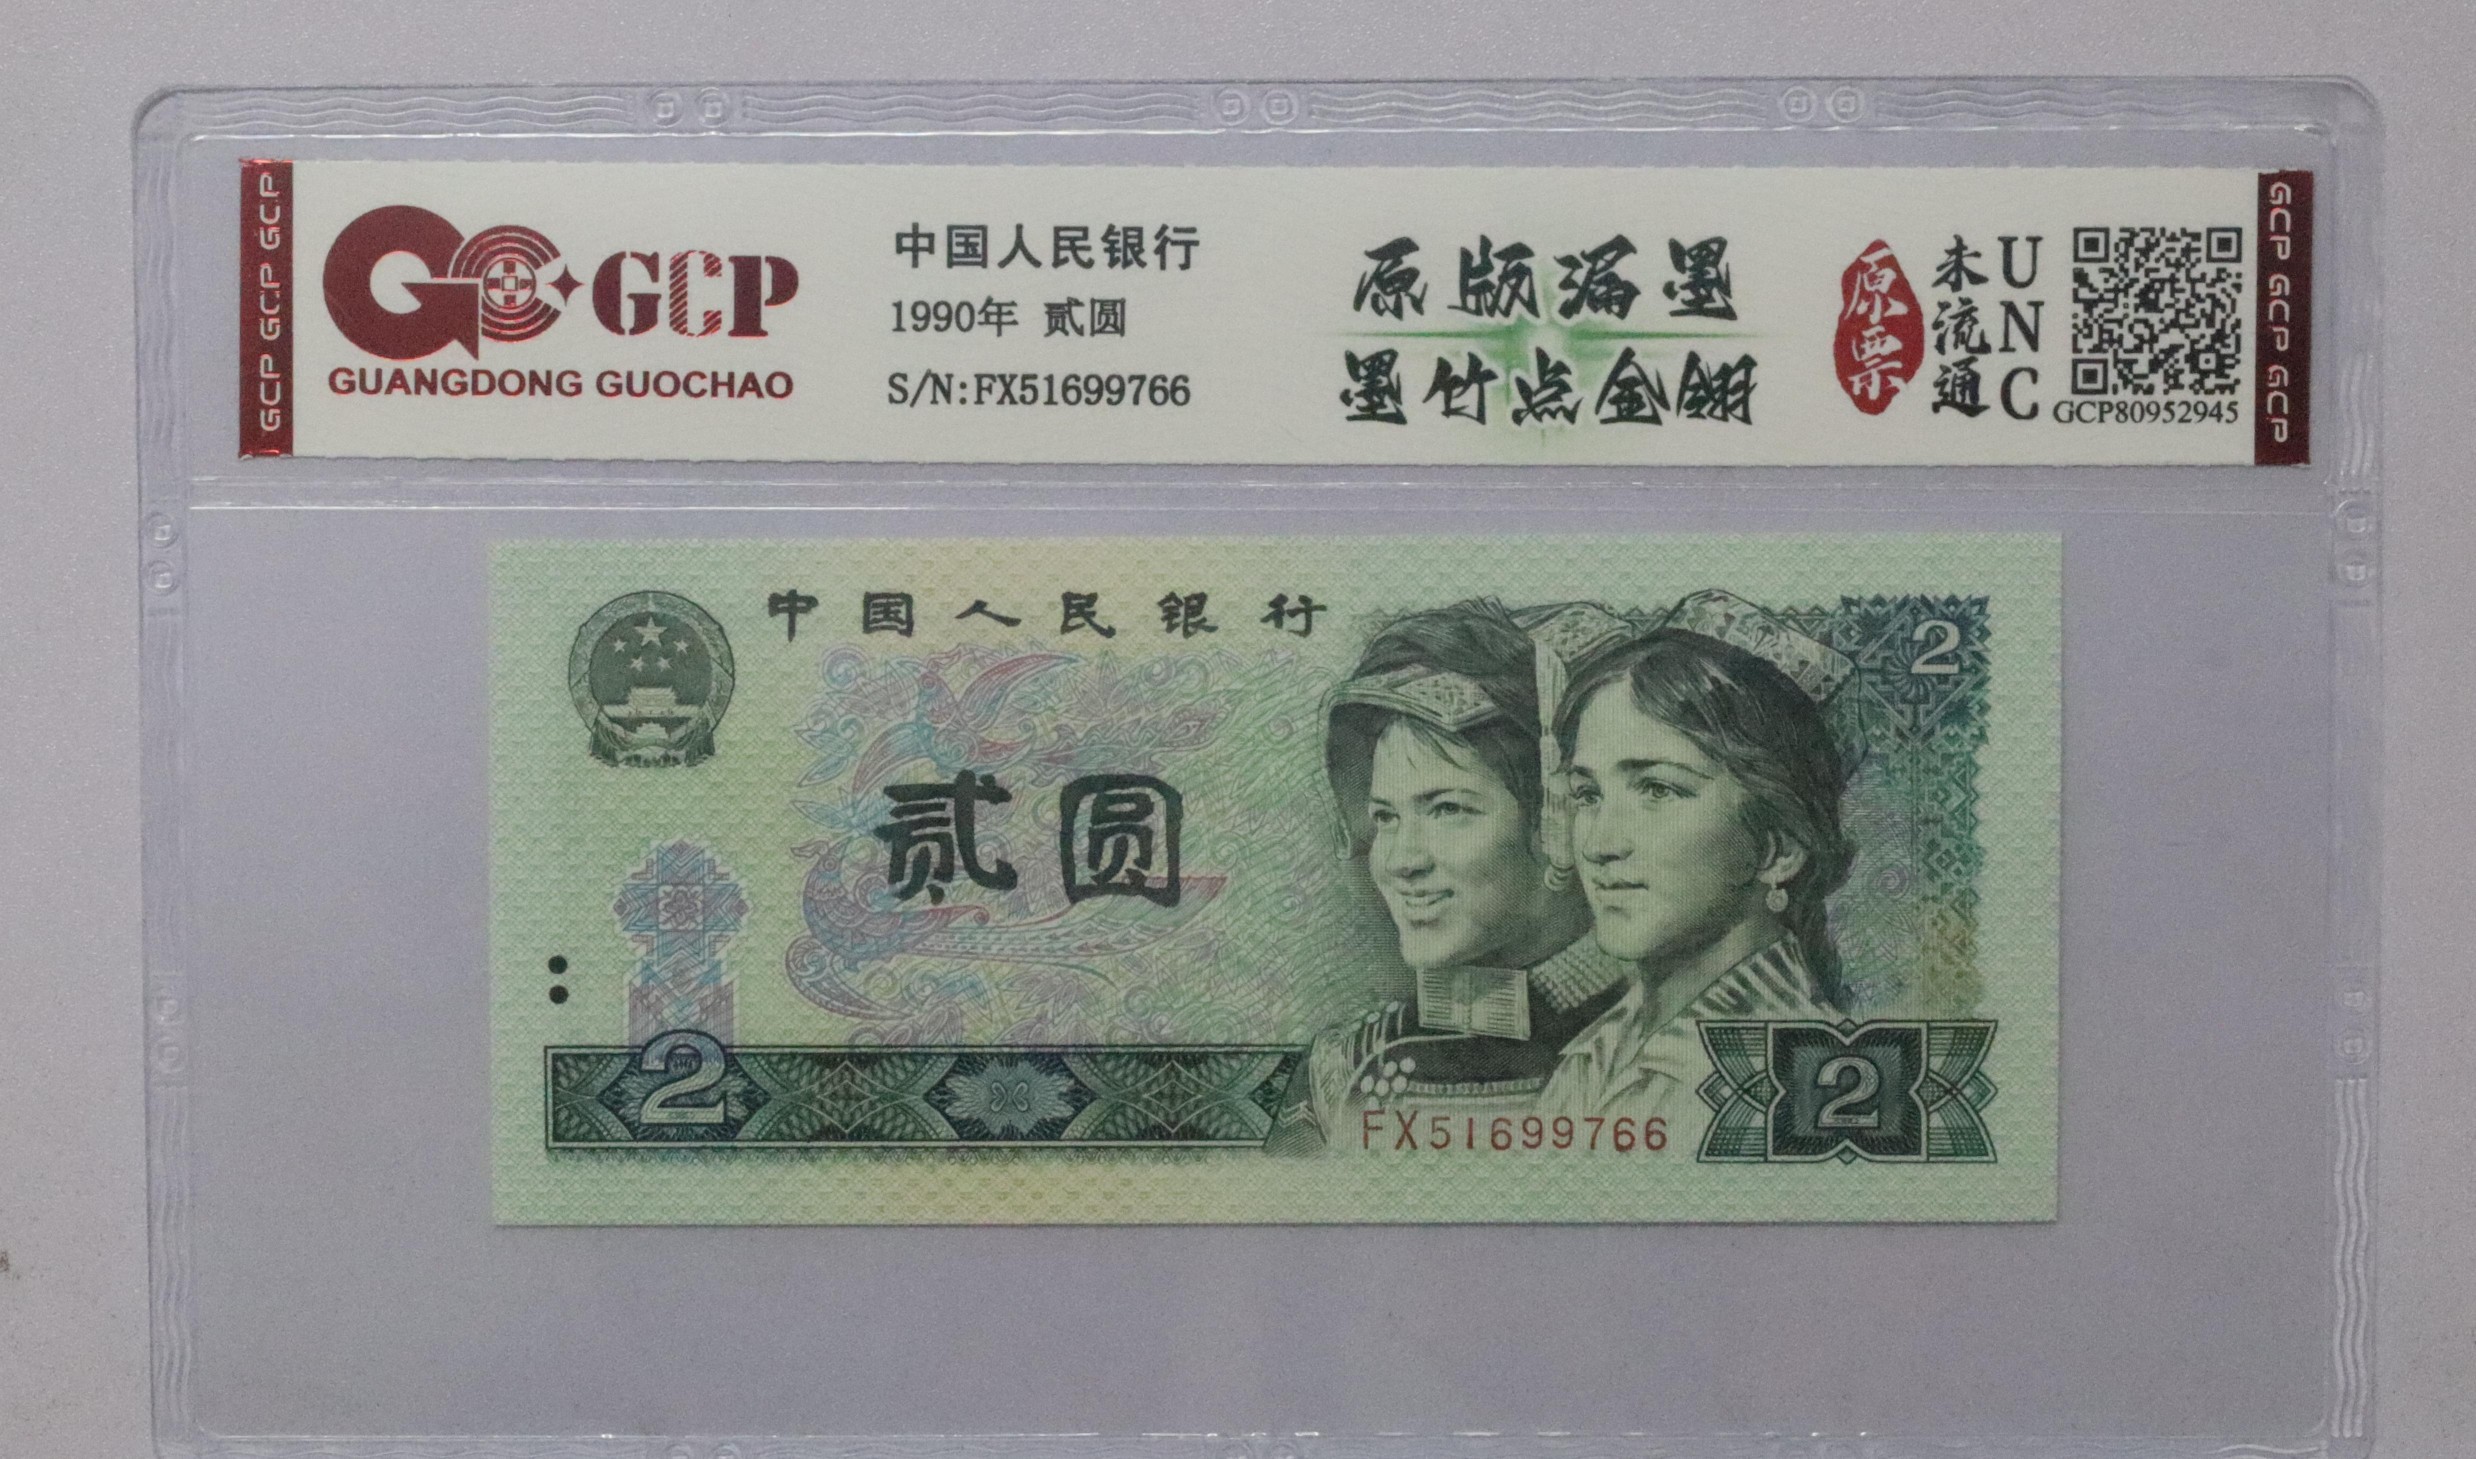 GCP GCP GCP
GCP
GUANGDONG GUOCHAO
中国人民银行
1990年 贰圆
S/N:FX51699766
原版漏墨
墨竹点金翎
原票
未流通
UNC
GCP80952945
GCP GCP GCP
中国人民银行
2
贰圆
2
FX51699766
2